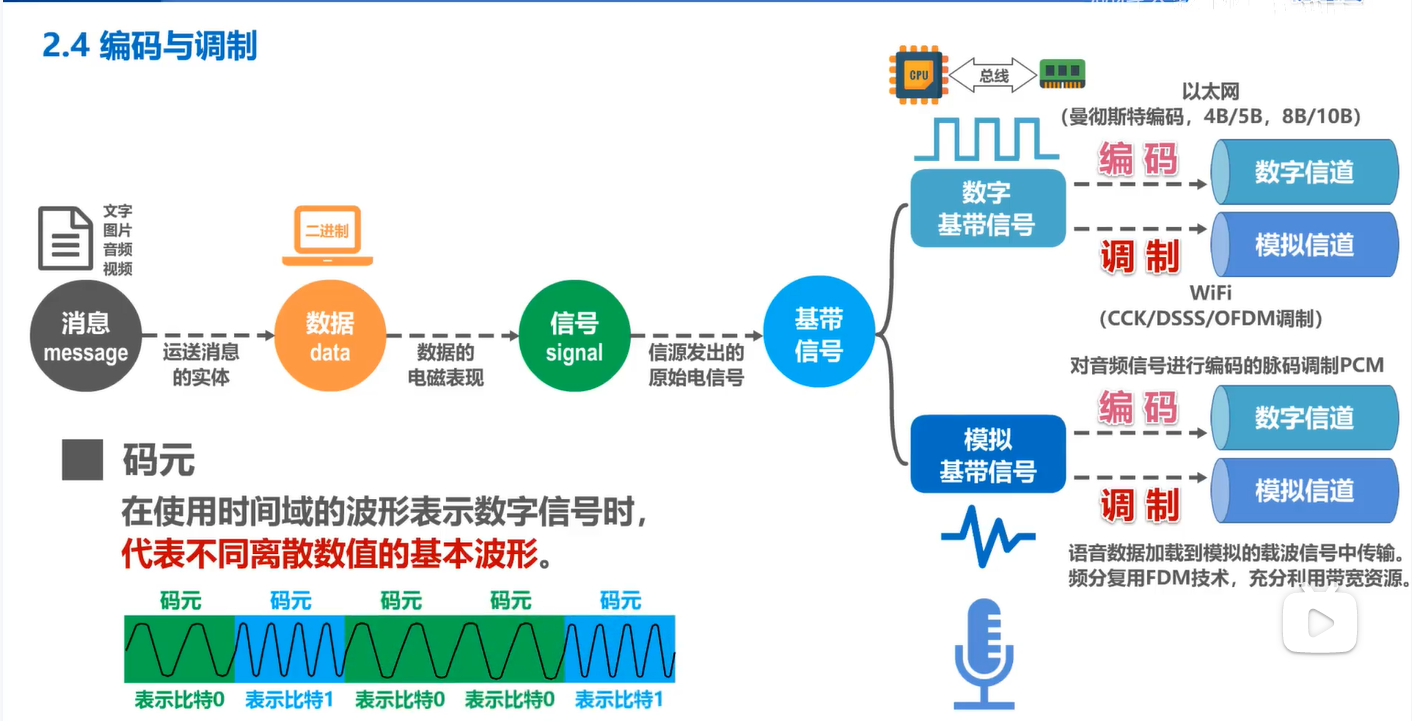 2.4 编码与调制
CPU
总线
以太网
（曼彻斯特编码，4B/5B，8B/10B）
编码
数字信道
数字
基带信号
调制
模拟信道
WiFi
（CCK/DSSS/OFDM调制）
文字
图片
音频
视频
二进制
消息
message
运送消息
的实体
数据
data
数据的
电磁表现
信号
signal
信源发出的
原始电信号
基带
信号
对音频信号进行编码的脉码调制PCM
编码
数字信道
模拟
基带信号
调制
模拟信道
语音数据加载到模拟的载波信号中传输。
频分复用FDM技术，充分利用带宽资源。
码元
在使用时间域的波形表示数字信号时，
代表不同离散数值的基本波形。
码元 码元 码元 码元 码元
表示比特0 表示比特1 表示比特0 表示比特0 表示比特1